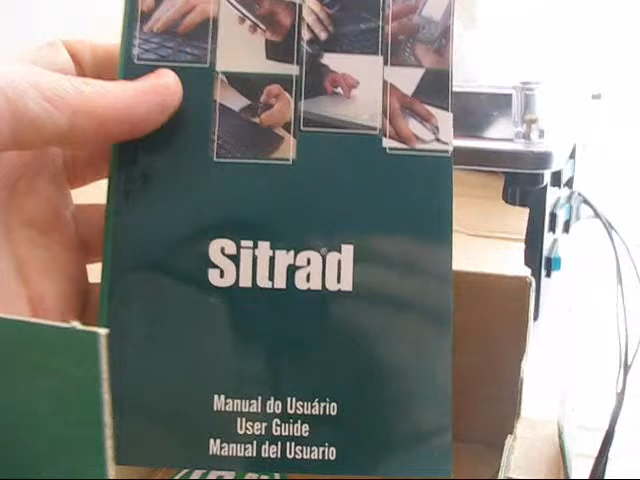 Sitrad
Manual do Usuário
User Guide
Manual del Usuario